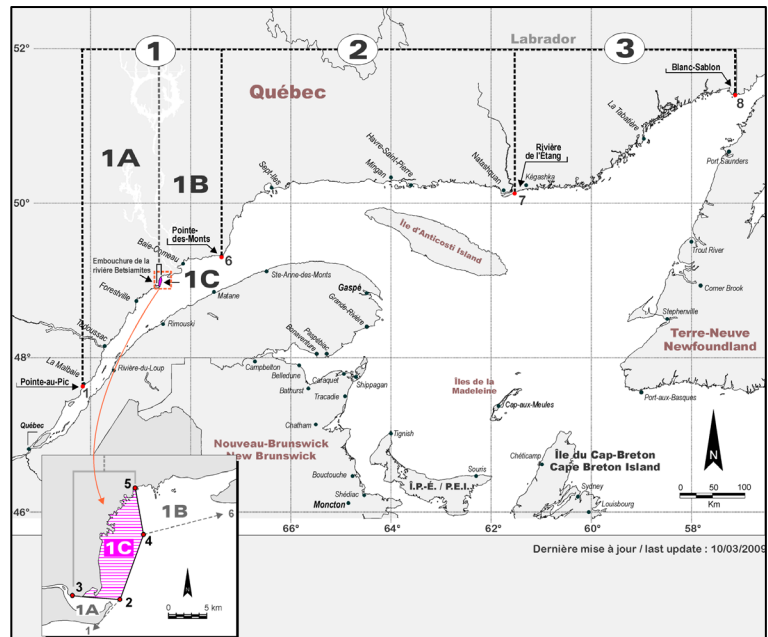 52°
1
2
Labrador
3
Blanc-Sablon
8
Québec
La Tabatière
1A
Havre-Saint-Pierre
Mingan
Rivière
de l'Étang
Natashquan
Kégashka
Port Saunders
1B
Sept-Iles
50°
7
Pointe-
des-Monts
6
Île d'Anticosti Island
Baie-Comeau
Trout River
Embouchure de la
rivière Betsiamites
1C
Ste-Anne-des-Monts
Forestville
Matane
Gaspé
Grande-Rivière
Corner Brook
Tadoussac
Rimouski
Paspébiac
Bonaventure
Stephenville
Terre-Neuve
Newfoundland
48°
La Malbaie
Rivière-du-Loup
Campbellton
Pointe-au-Pic
1
Belledune
Caraquet
Shippagan
Bathurst
Tracadie
Îles de la
Madeleine
Port-aux-Basques
Cap-aux-Meules
Québec
Chatham
Tignish
N
Nouveau-Brunswick
New Brunswick
Île du Cap-Breton
Cape Breton Island
Chéticamp
Bouctouche
Souris
Î.P.-É. / P.E.I.
Shédiac
Sydney
Moncton
Louisbourg
0 50 100
Km
46°
66°
64°
62°
60°
58°
5
1B
6
4
1C
3
1A
2
1
N
0 5 km
Dernière mise à jour / last update : 10/03/2009